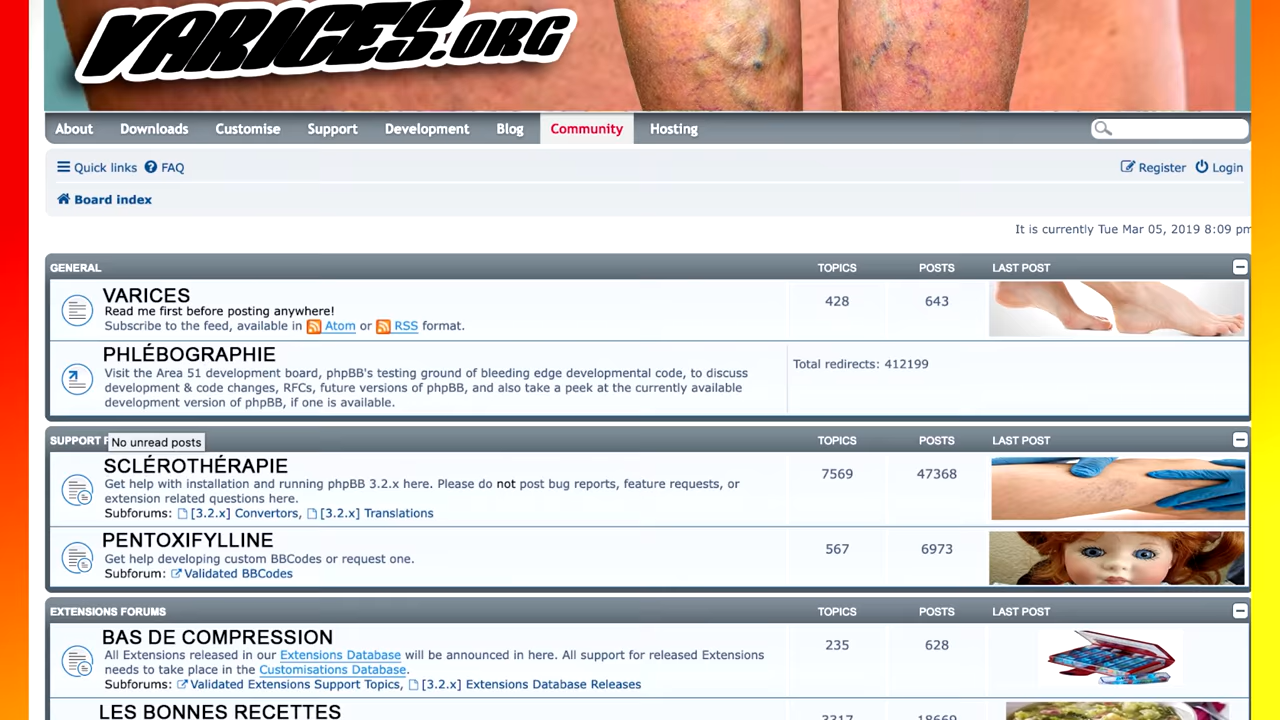 VARICES.ORG
About Downloads Customise Support Development Blog Community Hosting
Quick links FAQ Register Login
Board index
It is currently Tue Mar 05, 2019 8:09 pm
GENERAL TOPICS POSTS LAST POST
VARICES 428 643
Read me first before posting anywhere!
Subscribe to the feed, available in Atom or RSS format.
PHLÉBOGRAPHIE
Visit the Area 51 development board, phpBB's testing ground of bleeding edge developmental code, to discuss
development & code changes, RFCs, future versions of phpBB, and also take a peek at the currently available
development version of phpBB, if one is available.
Total redirects: 412199
SUPPORT TOPICS POSTS LAST POST
No unread posts
SCLÉROTHÉRAPIE 7569 47368
Get help with installation and running phpBB 3.2.x here. Please do not post bug reports, feature requests, or
extension related questions here.
Subforums: [3.2.x] Convertors, [3.2.x] Translations
PENTOXIFYLLINE 567 6973
Get help developing custom BBCodes or request one.
Subforum: Validated BBCodes
EXTENSIONS FORUMS TOPICS POSTS LAST POST
BAS DE COMPRESSION 235 628
All Extensions released in our Extensions Database will be announced in here. All support for released Extensions
needs to take place in the Customisations Database.
Subforums: Validated Extensions Support Topics, [3.2.x] Extensions Database Releases
LES BONNES RECETTES 3317 18669